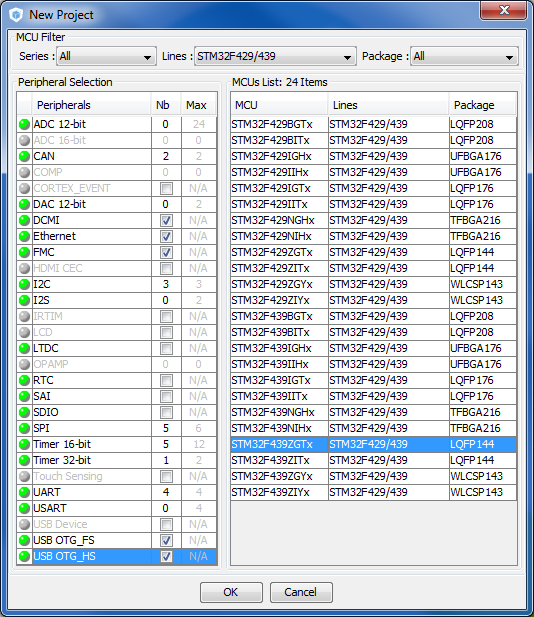 New Project
MCU Filter
Series : All Lines : STM32F429/439 Package : All
Peripheral Selection
Peripherals Nb Max
ADC 12-bit 0 24
ADC 16-bit 0 0
CAN 2 2
COMP 0 0
CORTEX_EVENT N/A
DAC 12-bit 0 2
DCMI N/A
Ethernet N/A
FMC N/A
HDMI CEC N/A
I2C 3 3
I2S 0 2
IRTIM N/A
LCD N/A
LTDC N/A
OPAMP 0 0
RTC N/A
SAI N/A
SDIO N/A
SPI 5 6
Timer 16-bit 5 12
Timer 32-bit 1 2
Touch Sensing N/A
UART 4 4
USART 0 4
USB Device N/A
USB OTG_FS N/A
USB OTG_HS N/A
MCUs List: 24 Items
MCU Lines Package
STM32F429BGTx STM32F429/439 LQFP208
STM32F429BITx STM32F429/439 LQFP208
STM32F429IGHx STM32F429/439 UFBGA176
STM32F429IIHx STM32F429/439 UFBGA176
STM32F429IGTx STM32F429/439 LQFP176
STM32F429IITx STM32F429/439 LQFP176
STM32F429NGHx STM32F429/439 TFBGA216
STM32F429NIHx STM32F429/439 TFBGA216
STM32F429ZGTx STM32F429/439 LQFP144
STM32F429ZITx STM32F429/439 LQFP144
STM32F429ZGYx STM32F429/439 WLCSP143
STM32F429ZIYx STM32F429/439 WLCSP143
STM32F439BGTx STM32F429/439 LQFP208
STM32F439BITx STM32F429/439 LQFP208
STM32F439IGHx STM32F429/439 UFBGA176
STM32F439IIHx STM32F429/439 UFBGA176
STM32F439IGTx STM32F429/439 LQFP176
STM32F439IITx STM32F429/439 LQFP176
STM32F439NGHx STM32F429/439 TFBGA216
STM32F439NIHx STM32F429/439 TFBGA216
STM32F439ZGTx STM32F429/439 LQFP144
STM32F439ZITx STM32F429/439 LQFP144
STM32F439ZGYx STM32F429/439 WLCSP143
STM32F439ZIYx STM32F429/439 WLCSP143
OK Cancel